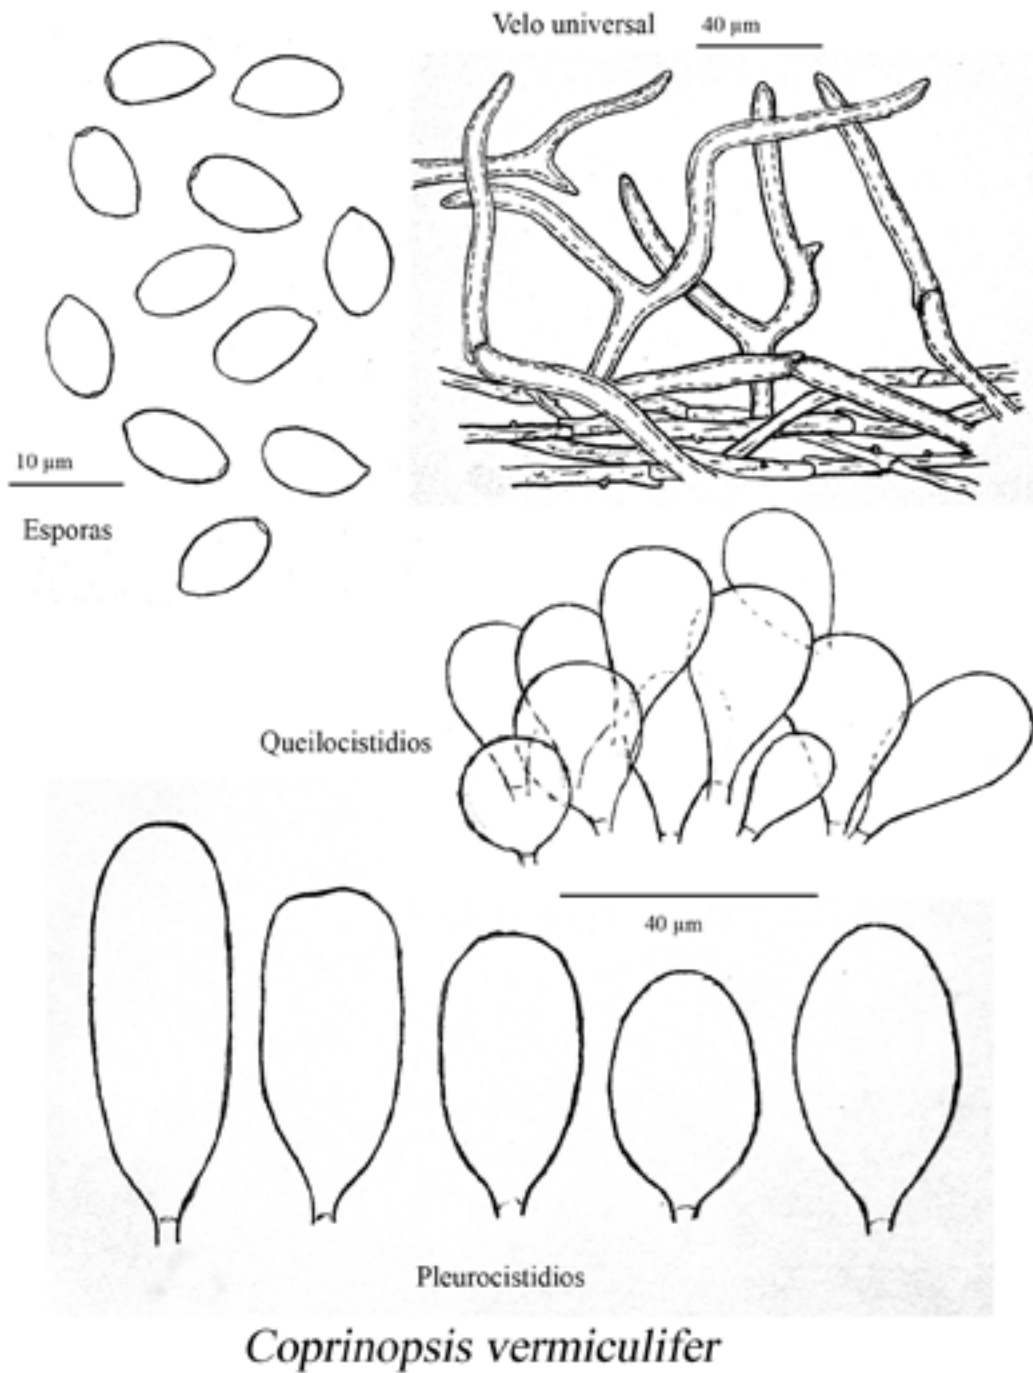 Velo universal
40 µm
10 µm
Esporas
Queilocistidios
40 µm
Pleurocistidios
Coprinopsis vermiculifer